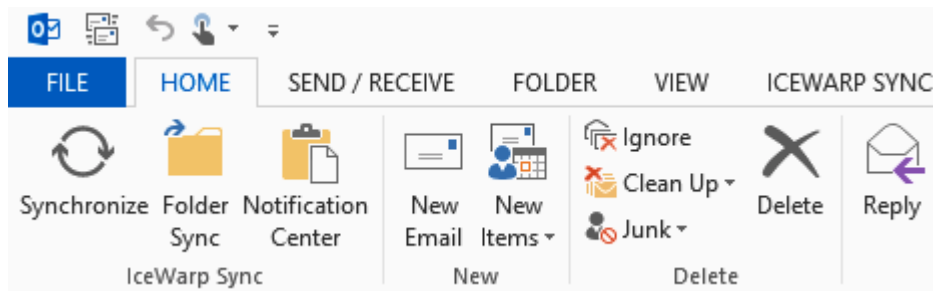 FILE HOME SEND / RECEIVE FOLDER VIEW ICEWARP SYNC
Synchronize
Folder
Sync
Notification
Center
New
Email
New
Items
Ignore
Clean Up
Junk
Delete
Reply
IceWarp Sync New Delete